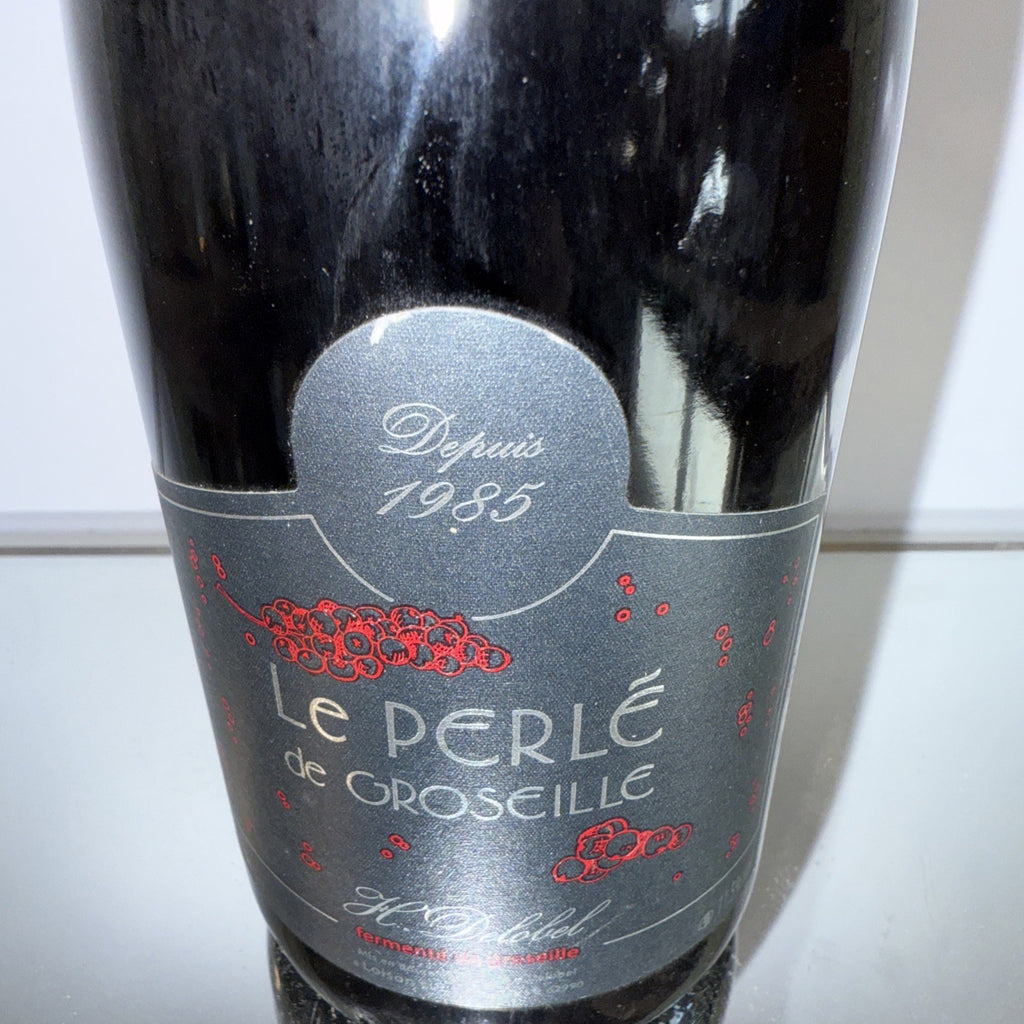 Depuis
1985
Le PERLÉ
de GROSEILLE
H. Delobel
fermenté de groseille